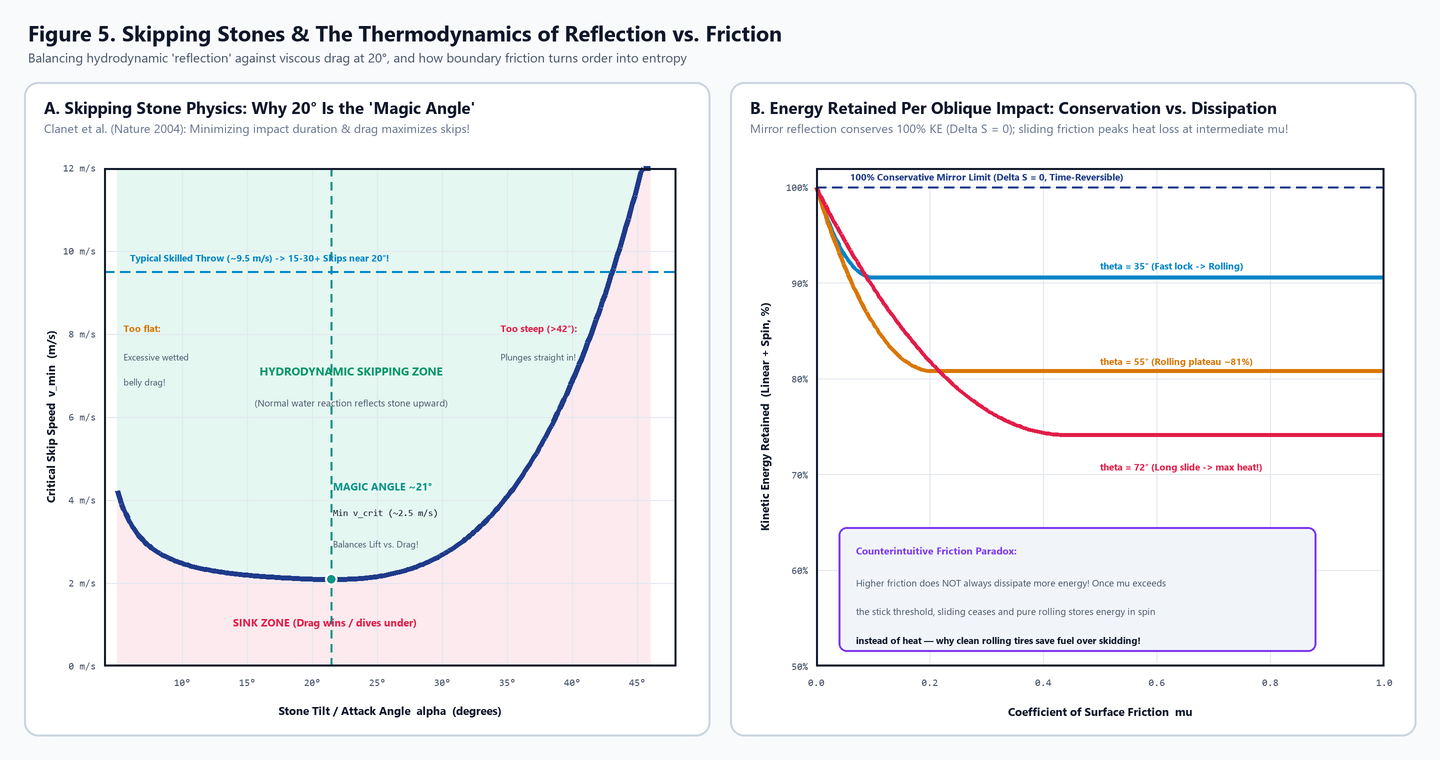 Figure 5. Skipping Stones & The Thermodynamics of Reflection vs. Friction
Balancing hydrodynamic 'reflection' against viscous drag at 20°, and how boundary friction turns order into entropy
A. Skipping Stone Physics: Why 20° Is the 'Magic Angle'
Clanet et al. (Nature 2004): Minimizing impact duration & drag maximizes skips!
12 m/s
10 m/s
8 m/s
6 m/s
4 m/s
2 m/s
0 m/s
Critical Skip Speed v_min (m/s)
Typical Skilled Throw (~9.5 m/s) -> 15-30+ Skips near 20°!
Too flat:
Excessive wetted
belly drag!
Too steep (>42°):
Plunges straight in!
HYDRODYNAMIC SKIPPING ZONE
(Normal water reaction reflects stone upward)
MAGIC ANGLE ~21°
Min v_crit (~2.5 m/s)
Balances Lift vs. Drag!
SINK ZONE (Drag wins / dives under)
10° 15° 20° 25° 30° 35° 40° 45°
Stone Tilt / Attack Angle alpha (degrees)
B. Energy Retained Per Oblique Impact: Conservation vs. Dissipation
Mirror reflection conserves 100% KE (Delta S = 0); sliding friction peaks heat loss at intermediate mu!
100%
90%
80%
70%
60%
50%
Kinetic Energy Retained (Linear + Spin, %)
100% Conservative Mirror Limit (Delta S = 0, Time-Reversible)
theta = 35° (Fast lock -> Rolling)
theta = 55° (Rolling plateau ~81%)
theta = 72° (Long slide -> max heat!)
Counterintuitive Friction Paradox:
Higher friction does NOT always dissipate more energy! Once mu exceeds
the stick threshold, sliding ceases and pure rolling stores energy in spin
instead of heat — why clean rolling tires save fuel over skidding!
0.0 0.2 0.4 0.6 0.8 1.0
Coefficient of Surface Friction mu